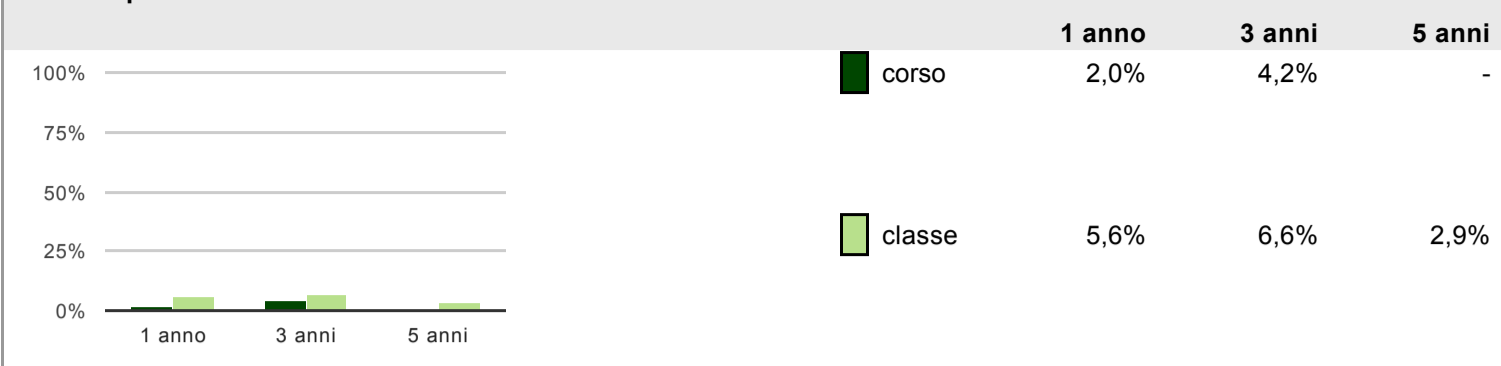 1 anno 3 anni 5 anni
100%
75%
50%
25%
0%
1 anno 3 anni 5 anni
corso 2,0% 4,2% -
classe 5,6% 6,6% 2,9%